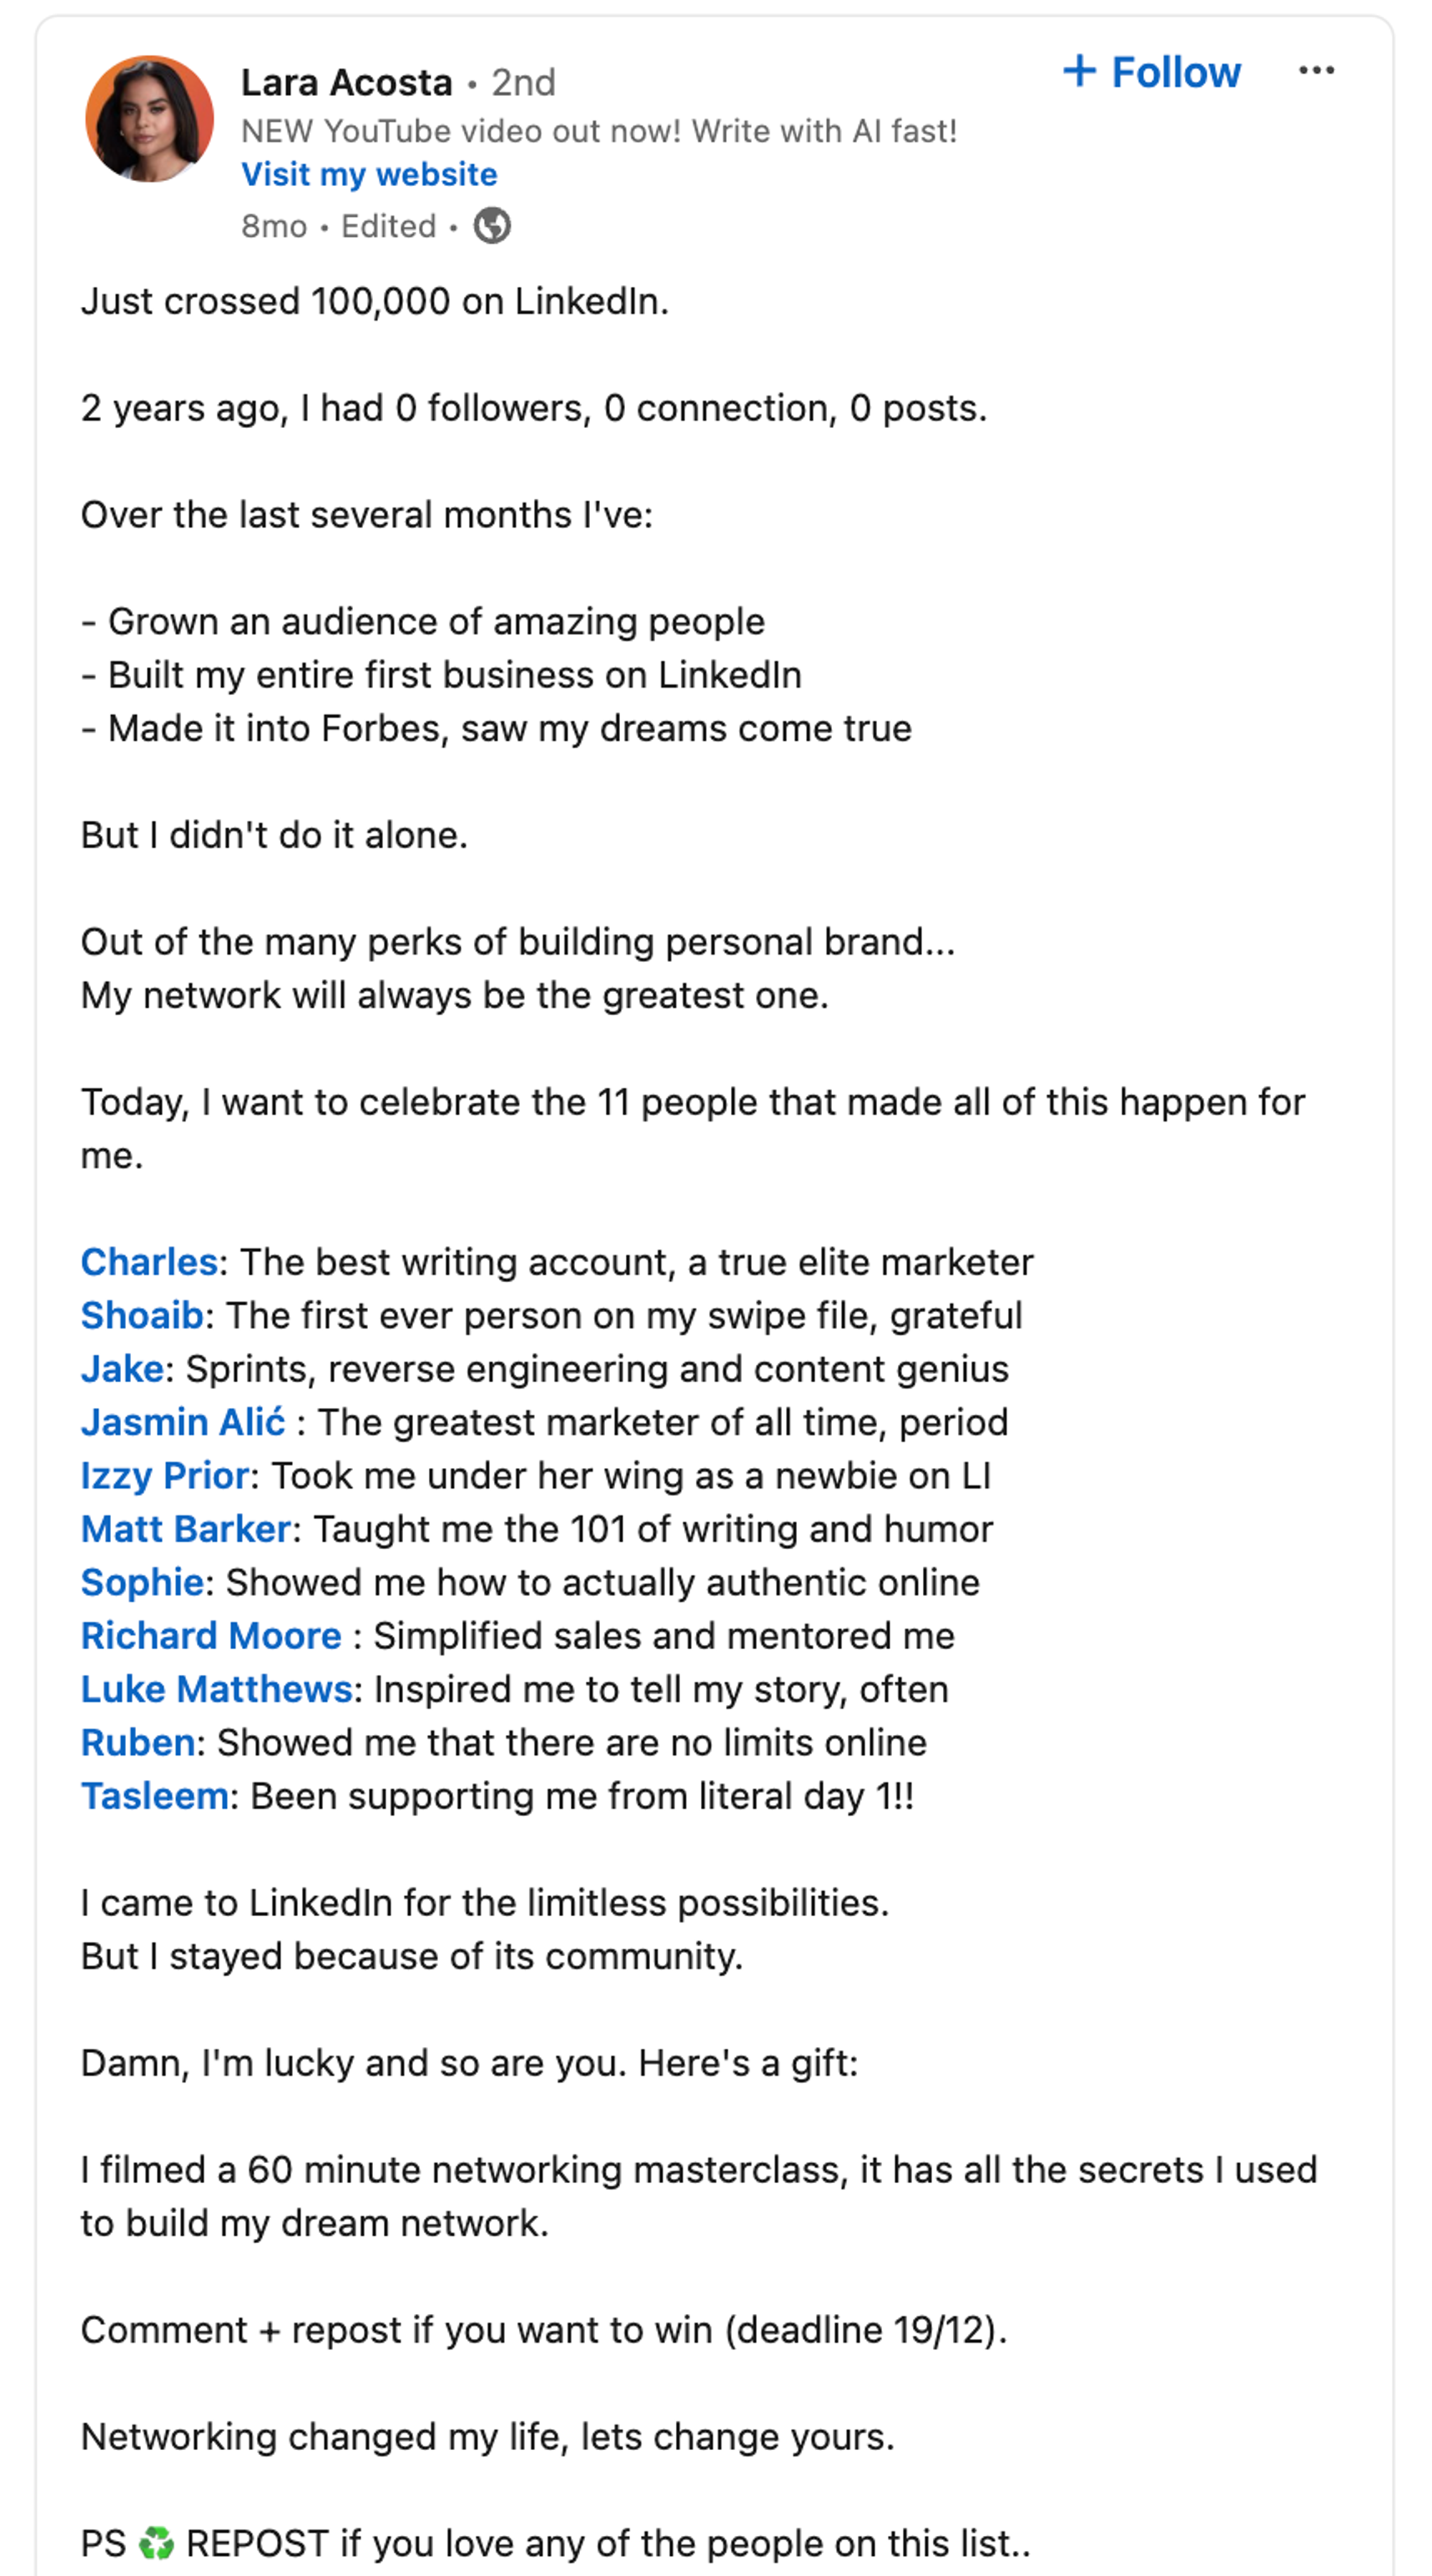 Lara Acosta • 2nd
+ Follow ...
NEW YouTube video out now! Write with AI fast!
Visit my website
8mo • Edited •
Just crossed 100,000 on LinkedIn.
2 years ago, I had 0 followers, 0 connection, 0 posts.
Over the last several months I've:
- Grown an audience of amazing people
- Built my entire first business on LinkedIn
- Made it into Forbes, saw my dreams come true
But I didn't do it alone.
Out of the many perks of building personal brand...
My network will always be the greatest one.
Today, I want to celebrate the 11 people that made all of this happen for
me.
Charles: The best writing account, a true elite marketer
Shoaib: The first ever person on my swipe file, grateful
Jake: Sprints, reverse engineering and content genius
Jasmin Alić : The greatest marketer of all time, period
Izzy Prior: Took me under her wing as a newbie on LI
Matt Barker: Taught me the 101 of writing and humor
Sophie: Showed me how to actually authentic online
Richard Moore : Simplified sales and mentored me
Luke Matthews: Inspired me to tell my story, often
Ruben: Showed me that there are no limits online
Tasleem: Been supporting me from literal day 1!!
I came to LinkedIn for the limitless possibilities.
But I stayed because of its community.
Damn, I'm lucky and so are you. Here's a gift:
I filmed a 60 minute networking masterclass, it has all the secrets I used
to build my dream network.
Comment + repost if you want to win (deadline 19/12).
Networking changed my life, lets change yours.
PS ♻️ REPOST if you love any of the people on this list..